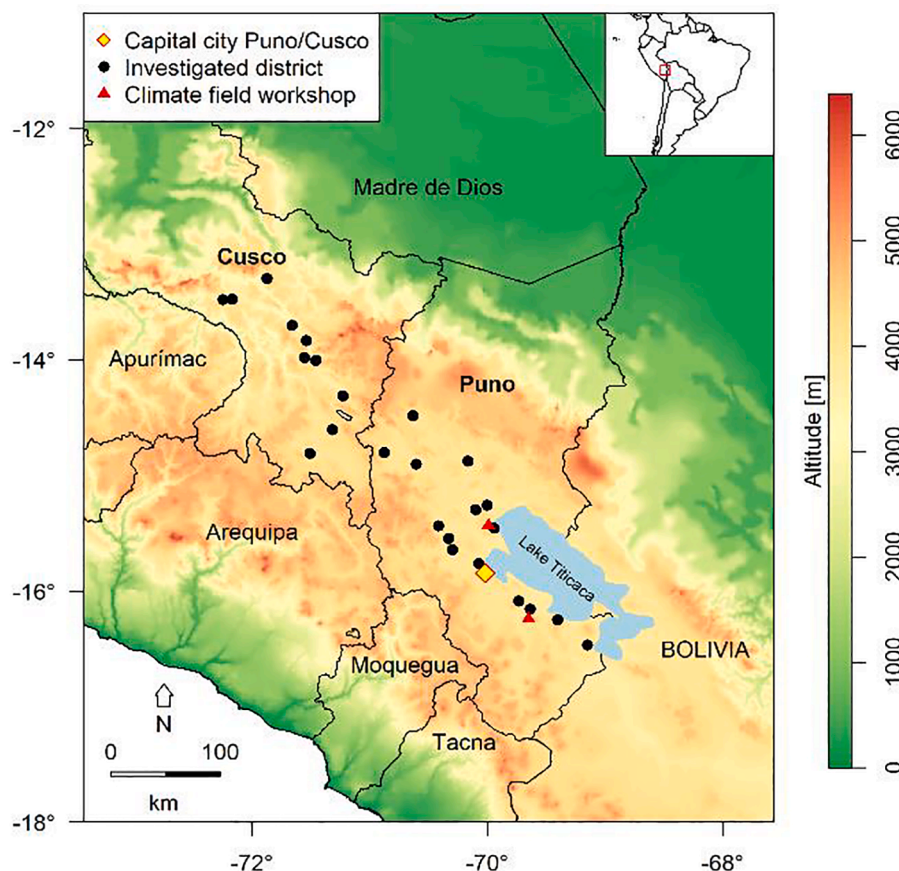 Capital city Puno/Cusco
Investigated district
Climate field workshop
-12°
-14°
-16°
-18°
Madre de Dios
Cusco
Apurímac
Puno
Arequipa
Lake Titicaca
BOLIVIA
Moquegua
Tacna
N
0 100
km
-72° -70° -68°
Altitude [m]
6000
5000
4000
3000
2000
1000
0